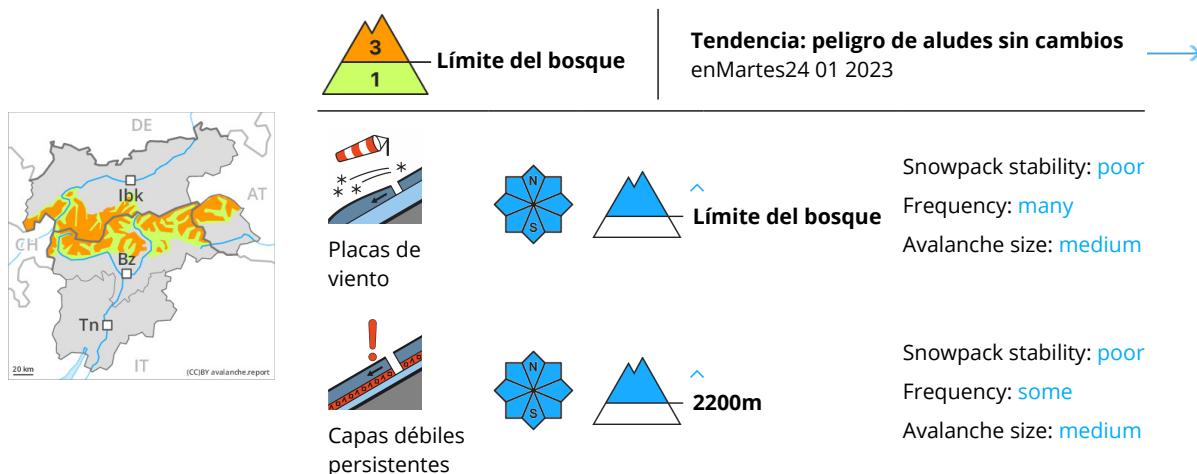 3
1
Límite del bosque
Tendencia: peligro de aludes sin cambios
enMartes24 01 2023
DE
Ibk
AT
CH
Bz
Tn
IT
20 km
(CC)BY avalanche.report
N
S
Límite del bosque
Placas de
viento
Snowpack stability: poor
Frequency: many
Avalanche size: medium
N
S
2200m
Capas débiles
persistentes
Snowpack stability: poor
Frequency: some
Avalanche size: medium